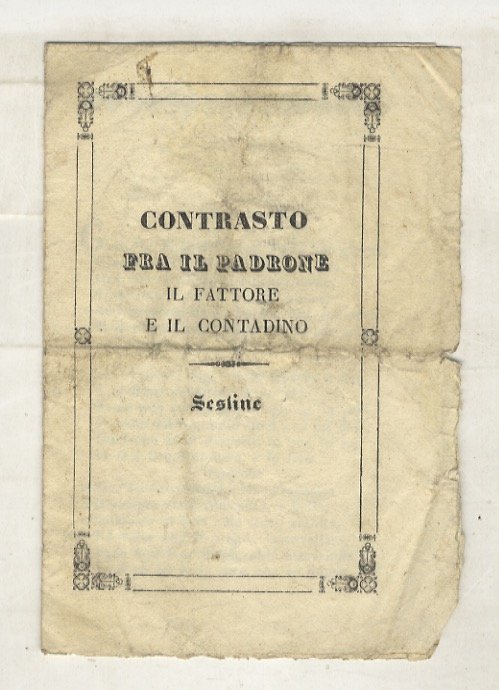 CONTRASTO
FRA IL PADRONE
IL FATTORE
E IL CONTADINO
Sestine